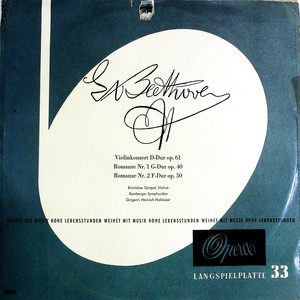 L v Beethoven
Violinkonzert D-Dur op. 61
Romanze Nr. 1 G-Dur op. 40
Romanze Nr. 2 F-Dur op. 50
Bronislaw Gimpel, Violine
Bamberger Symphoniker
Dirigent: Heinrich Hollreiser
WEIHET MIT MUSIK HOHE LEBENSSTUNDEN WEIHET MIT MUSIK HOHE LEBENSSTUNDEN WEIHET MIT MUSIK HOHE LEBENSSTUNDEN
Opera
LANGSPIELPLATTE 33